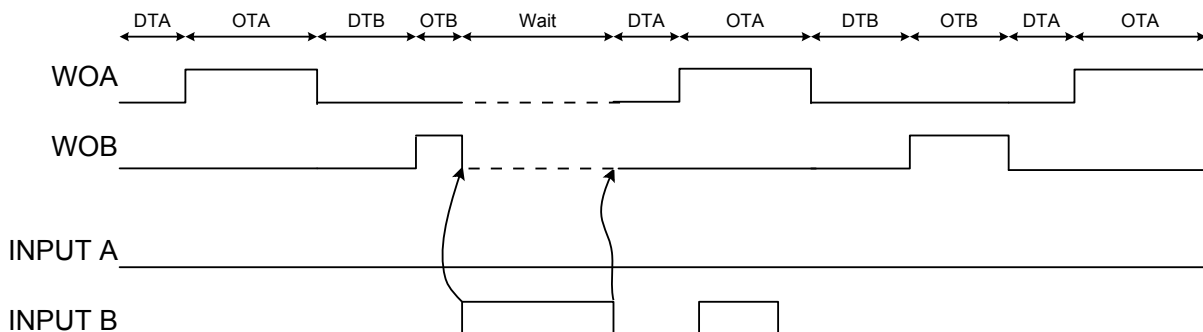 DTA OTA DTB OTB Wait DTA OTA DTB OTB DTA OTA
WOA
WOB
INPUT A
INPUT B